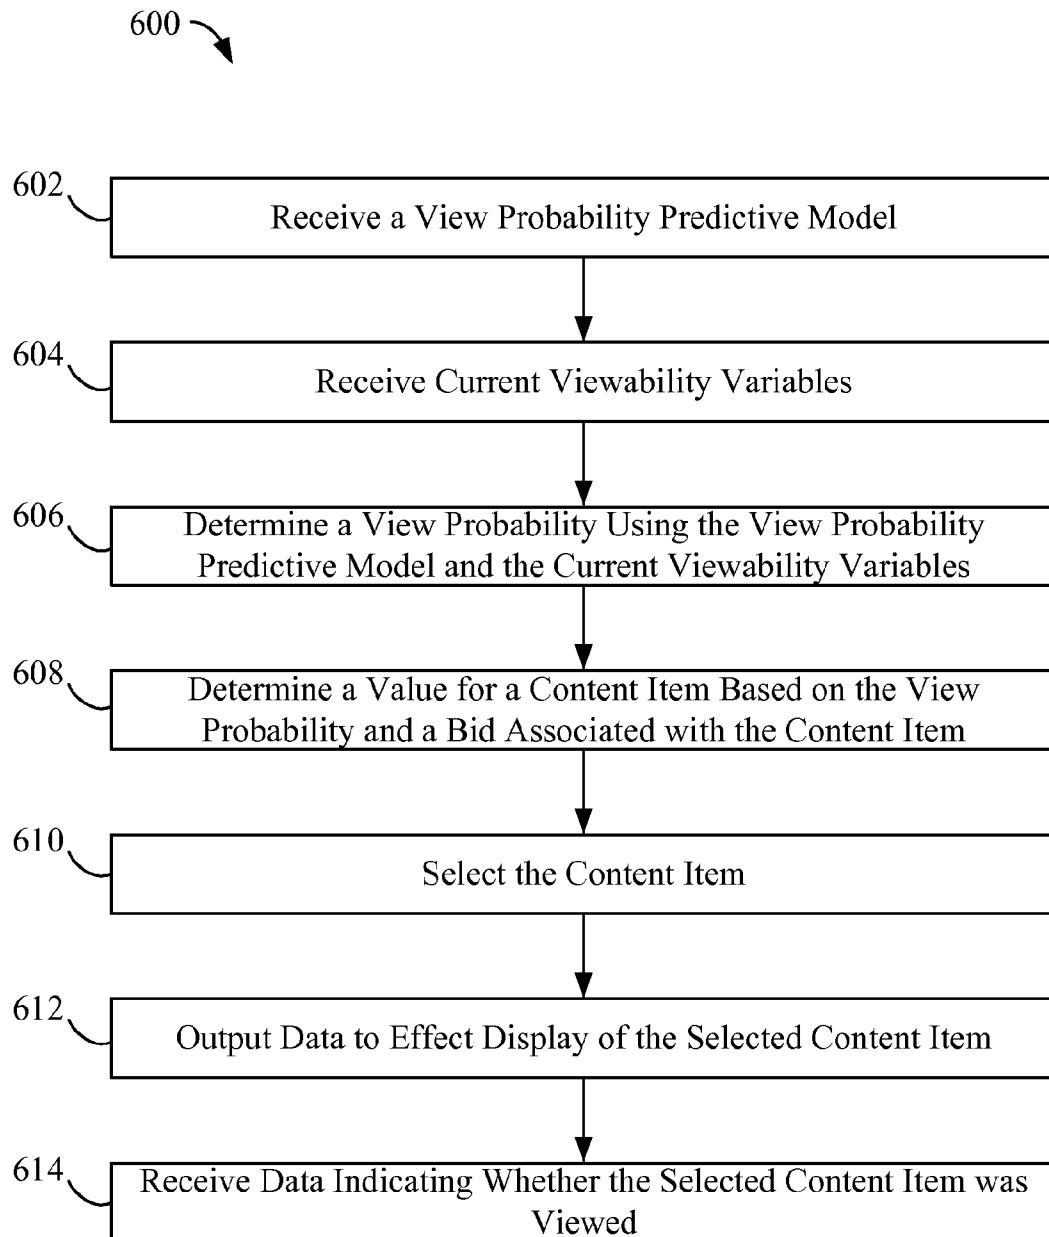 600
602
Receive a View Probability Predictive Model
604
Receive Current Viewability Variables
606
Determine a View Probability Using the View Probability
Predictive Model and the Current Viewability Variables
608
Determine a Value for a Content Item Based on the View
Probability and a Bid Associated with the Content Item
610
Select the Content Item
612
Output Data to Effect Display of the Selected Content Item
614
Receive Data Indicating Whether the Selected Content Item was
Viewed